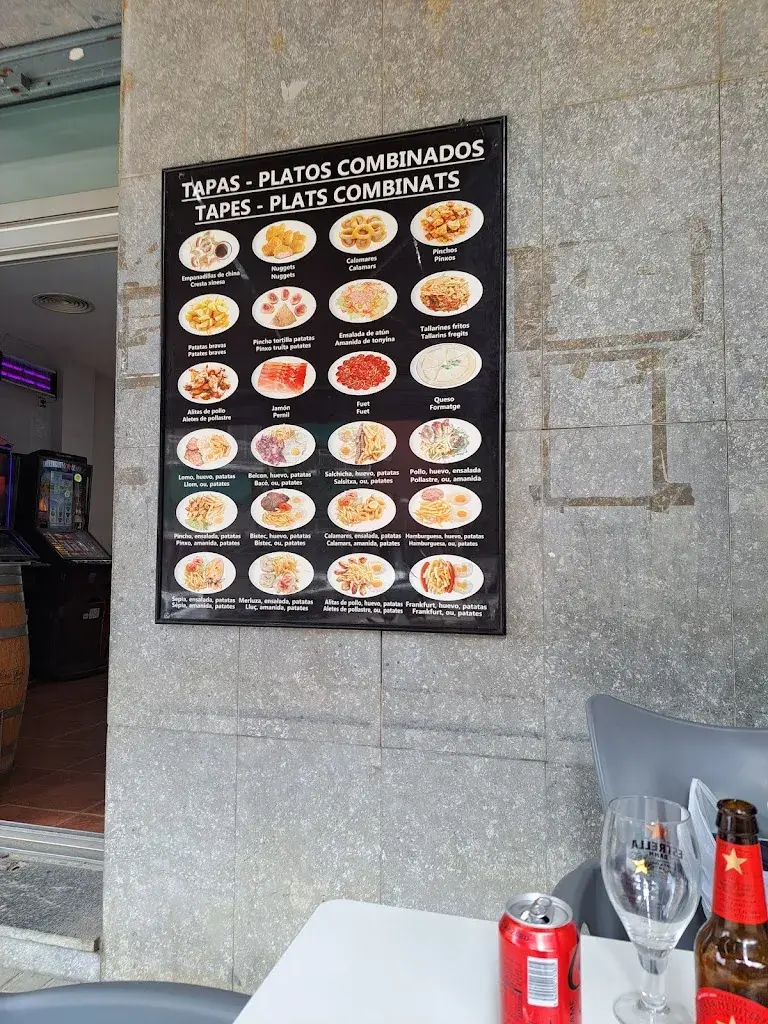 TAPAS - PLATOS COMBINADOS
TAPES - PLATS COMBINATS
Empanadillas de china
Cresta xinesa
Nuggets
Nuggets
Calamares
Calamars
Pinchos
Pinxos
Patatas bravas
Patates braves
Pincho tortilla patatas
Pinxo truita patates
Ensalada de atún
Amanida de tonyina
Tallarines fritos
Tallarins fregits
Alitas de pollo
Aletes de pollastre
Jamón
Pernil
Fuet
Fuet
Queso
Formatge
Lomo, huevo, patatas
Llom, ou, patates
Beicon, huevo, patatas
Bacó, ou, patates
Salchicha, huevo, patatas
Salsitxa, ou, patates
Pollo, huevo, ensalada
Pollastre, ou, amanida
Pincho, ensalada, patatas
Pinxo, amanida, patates
Bistec, huevo, patatas
Bistec, ou, patates
Calamares, ensalada, patatas
Calamars, amanida, patates
Hamburguesa, huevo, patatas
Hamburguesa, ou, patates
Sepia, ensalada, patatas
Sépia, amanida, patates
Merluza, ensalada, patatas
Lluç, amanida, patates
Alitas de pollo, huevo, patatas
Aletes de pollastre, ou, patates
Frankfurt, huevo, patatas
Frankfurt, ou, patates
ESTRELLA
DAMM